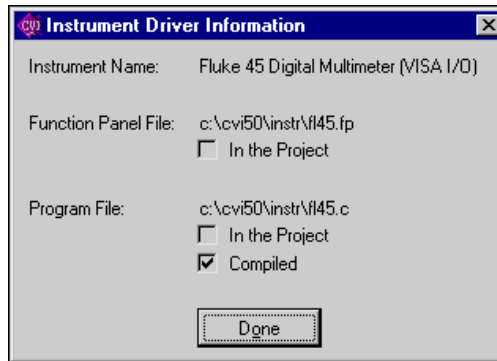 cvi Instrument Driver Information
Instrument Name: Fluke 45 Digital Multimeter (VISA I/O)
Function Panel File: c:\cvi50\instr\fl45.fp
In the Project
Program File: c:\cvi50\instr\fl45.c
In the Project
Compiled
Done